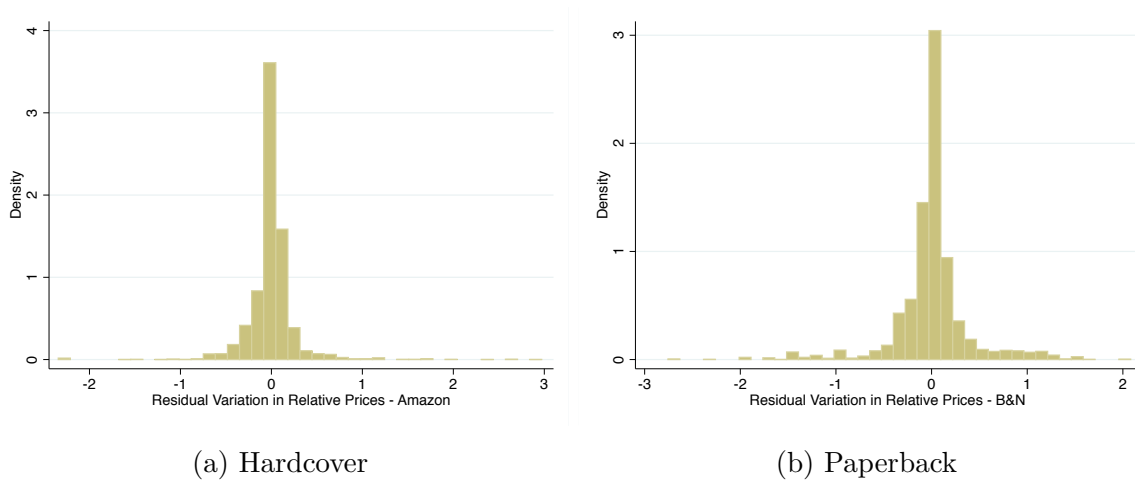 4
3
2
1
0
Density
-2 -1 0 1 2 3
Residual Variation in Relative Prices - Amazon
(a) Hardcover
3
2
1
0
Density
-3 -2 -1 0 1 2
Residual Variation in Relative Prices - B&N
(b) Paperback